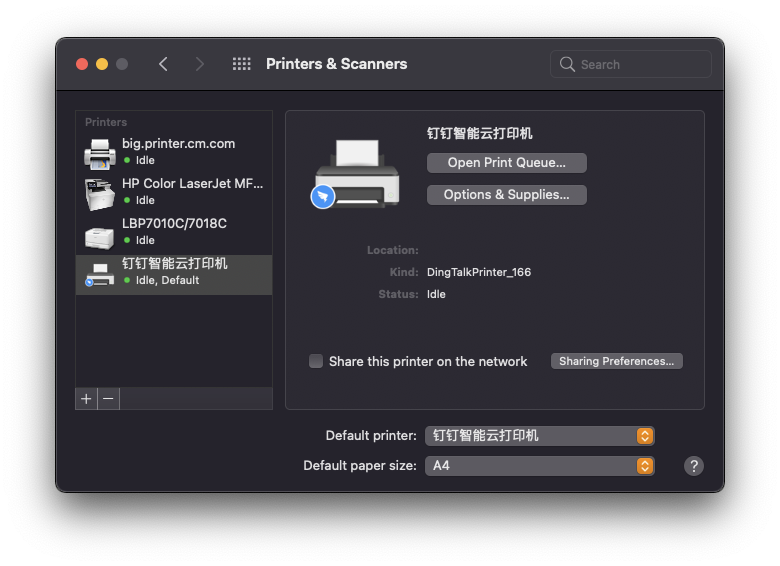 Printers & Scanners
Search
Printers
big.printer.cm.com
Idle
HP Color LaserJet MF...
Idle
LBP7010C/7018C
Idle
钉钉智能云打印机
Idle, Default
钉钉智能云打印机
Open Print Queue...
Options & Supplies...
Location:
Kind: DingTalkPrinter_166
Status: Idle
Share this printer on the network
Sharing Preferences...
Default printer: 钉钉智能云打印机
Default paper size: A4
?